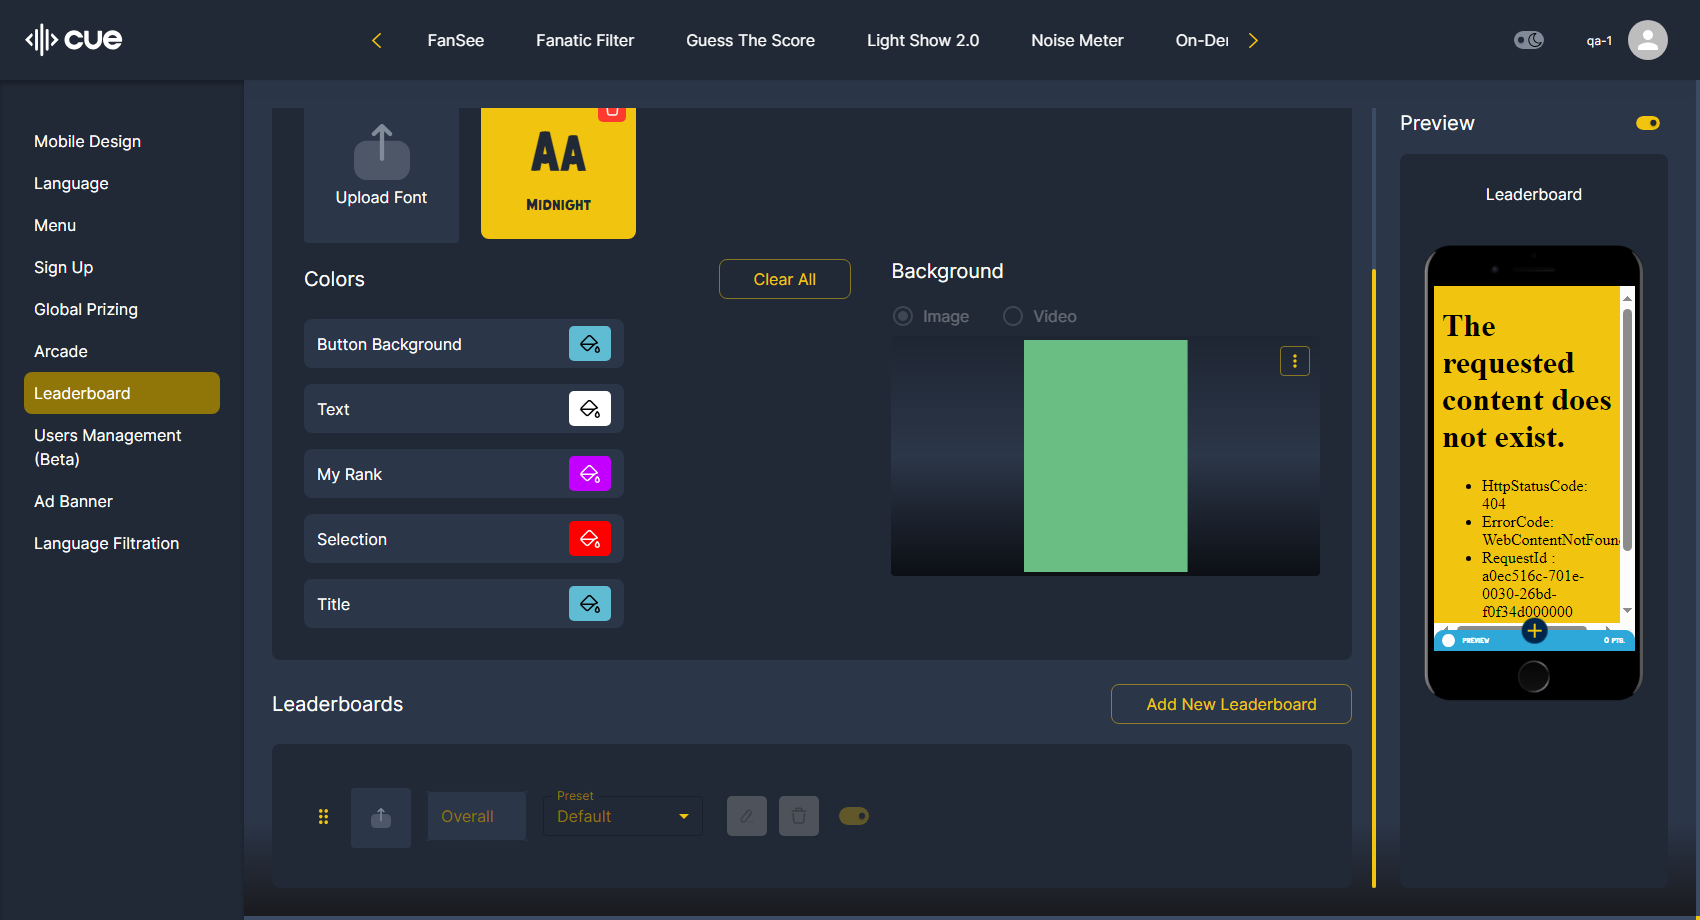 cue
FanSee
Fanatic Filter
Guess The Score
Light Show 2.0
Noise Meter
On-Der
qa-1
Mobile Design
Language
Menu
Sign Up
Global Prizing
Arcade
Leaderboard
Users Management
(Beta)
Ad Banner
Language Filtration
Upload Font
AA
MIDNIGHT
Colors
Clear All
Button Background
Text
My Rank
Selection
Title
Background
Image
Video
Leaderboards
Add New Leaderboard
Overall
Preset
Default
Preview
Leaderboard
The
requested
content does
not exist.
HttpStatusCode:
404
ErrorCode:
WebContentNotFoun
RequestId :
a0ec516c-701e-
0030-26bd-
f0f34d000000
PREVIEW
0 PTS.